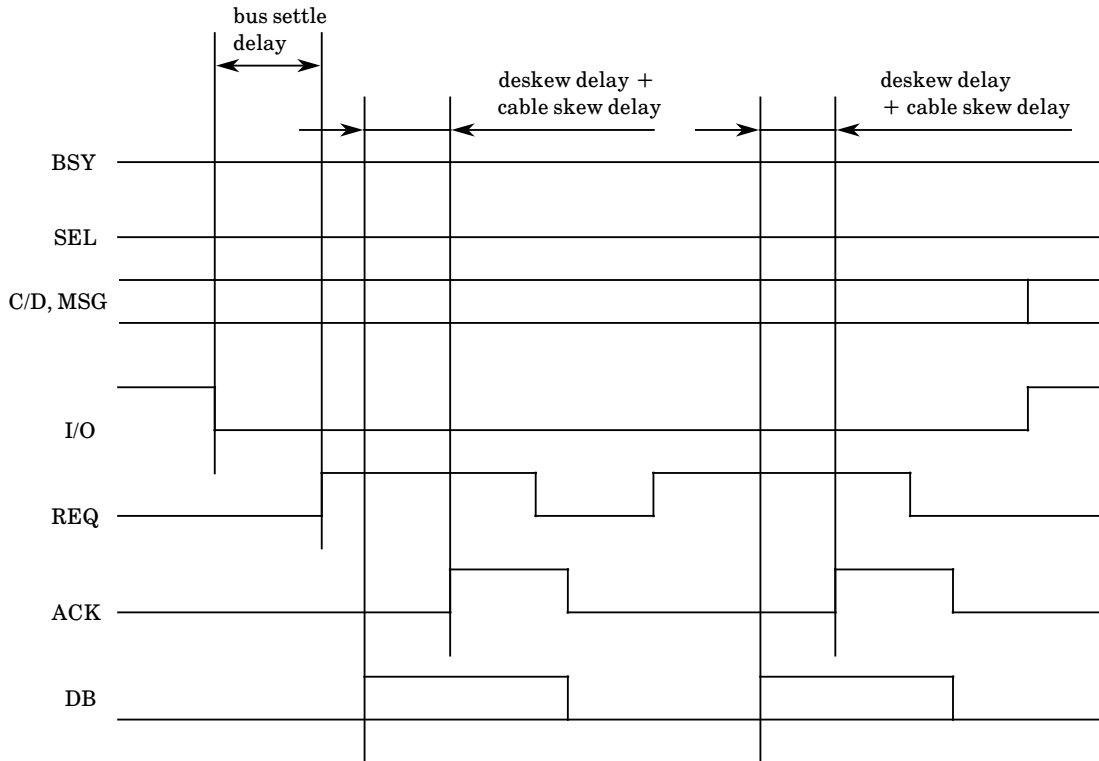 bus settle
delay
deskew delay +
cable skew delay
deskew delay
+ cable skew delay
BSY
SEL
C/D, MSG
I/O
REQ
ACK
DB